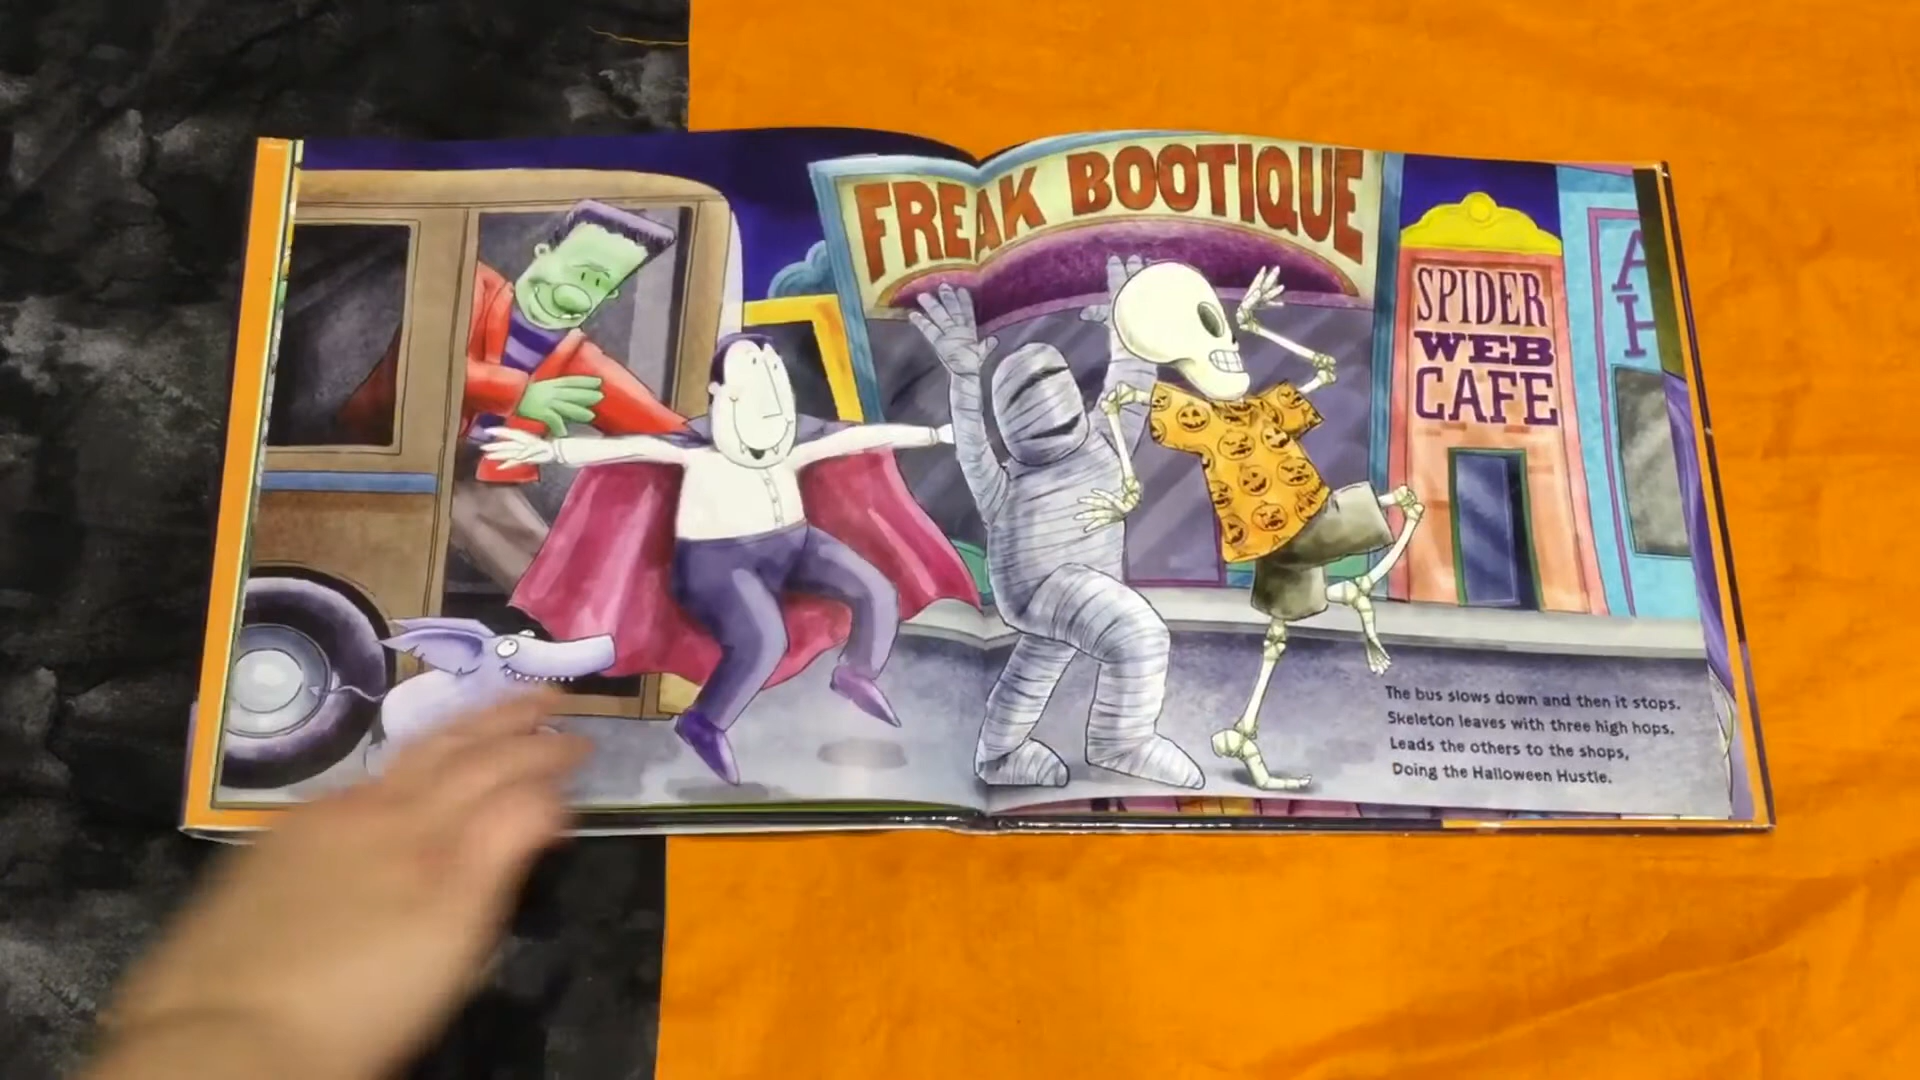 FREAK BOOTIQUE
SPIDER
WEB
CAFE
The bus slows down and then it stops.
Skeleton leaves with three high hops.
Leads the others to the shops,
Doing the Halloween Hustle.